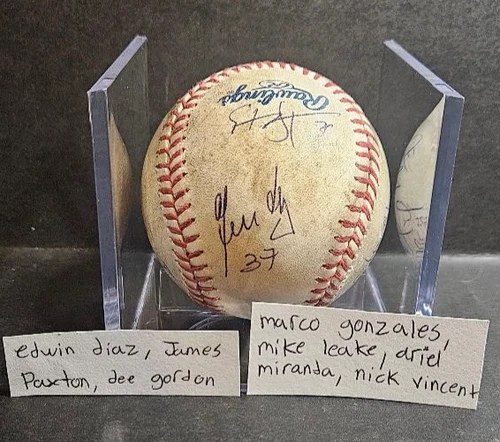 Rawlings
37
edwin diaz, James
Paxton, dee gordon
marco gonzales,
mike leake, ariel
miranda, nick vincent